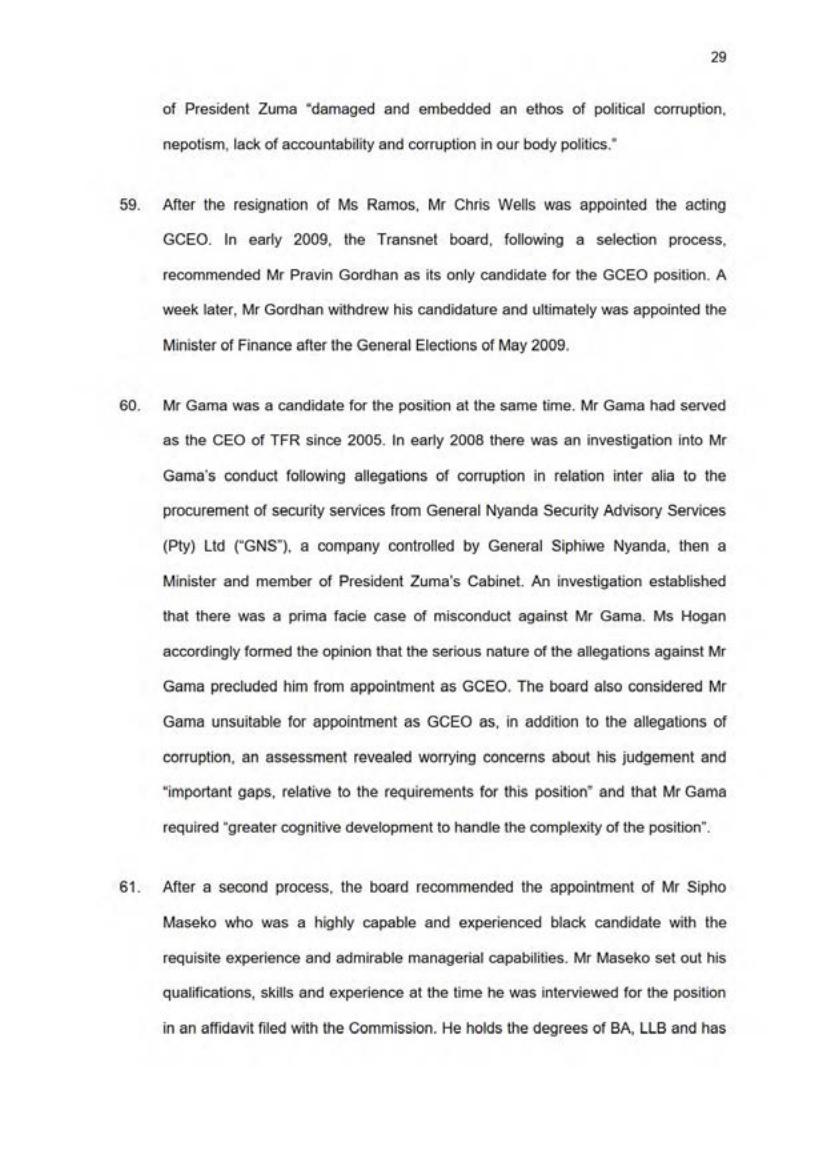 29
of President Zuma “damaged and embedded an ethos of political corruption,
nepotism, lack of accountability and corruption in our body politics.”
59. After the resignation of Ms Ramos, Mr Chris Wells was appointed the acting
GCEO. In early 2009, the Transnet board, following a selection process,
recommended Mr Pravin Gordhan as its only candidate for the GCEO position. A
week later, Mr Gordhan withdrew his candidature and ultimately was appointed the
Minister of Finance after the General Elections of May 2009.
60. Mr Gama was a candidate for the position at the same time. Mr Gama had served
as the CEO of TFR since 2005. In early 2008 there was an investigation into Mr
Gama’s conduct following allegations of corruption in relation inter alia to the
procurement of security services from General Nyanda Security Advisory Services
(Pty) Ltd (“GNS”), a company controlled by General Siphiwe Nyanda, then a
Minister and member of President Zuma’s Cabinet. An investigation established
that there was a prima facie case of misconduct against Mr Gama. Ms Hogan
accordingly formed the opinion that the serious nature of the allegations against Mr
Gama precluded him from appointment as GCEO. The board also considered Mr
Gama unsuitable for appointment as GCEO as, in addition to the allegations of
corruption, an assessment revealed worrying concerns about his judgement and
“important gaps, relative to the requirements for this position” and that Mr Gama
required “greater cognitive development to handle the complexity of the position”.
61. After a second process, the board recommended the appointment of Mr Sipho
Maseko who was a highly capable and experienced black candidate with the
requisite experience and admirable managerial capabilities. Mr Maseko set out his
qualifications, skills and experience at the time he was interviewed for the position
in an affidavit filed with the Commission. He holds the degrees of BA, LLB and has